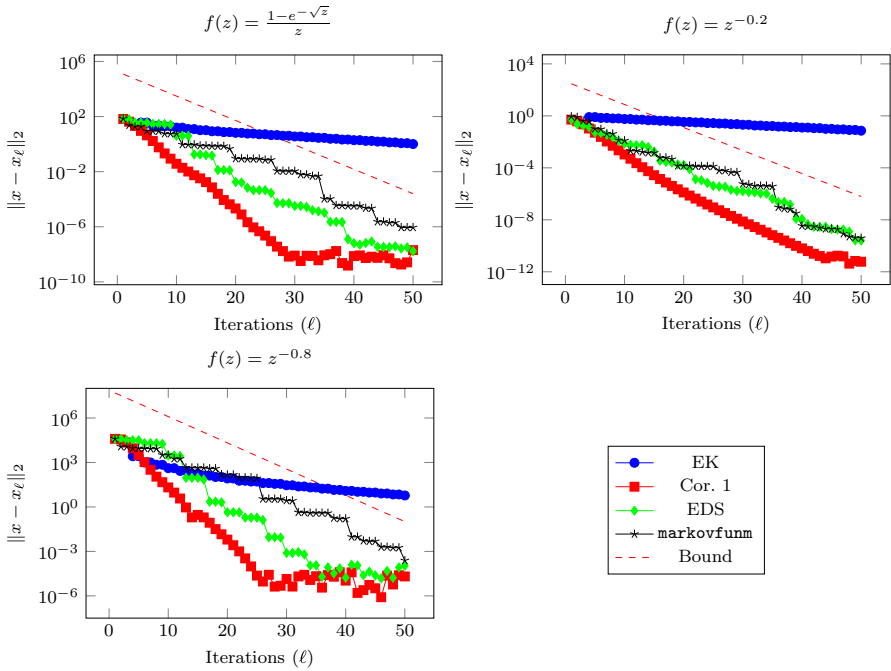 f(z) = \frac{1-e^{-\sqrt{z}}}{z}
10^6
10^2
10^{-2}
10^{-6}
10^{-10}
‖x − x_ℓ‖_2
0 10 20 30 40 50
Iterations (ℓ)
f(z) = z^{-0.2}
10^4
10^0
10^{-4}
10^{-8}
10^{-12}
‖x − x_ℓ‖_2
0 10 20 30 40 50
Iterations (ℓ)
f(z) = z^{-0.8}
10^6
10^3
10^0
10^{-3}
10^{-6}
‖x − x_ℓ‖_2
0 10 20 30 40 50
Iterations (ℓ)
EK
Cor. 1
EDS
markovfunm
Bound